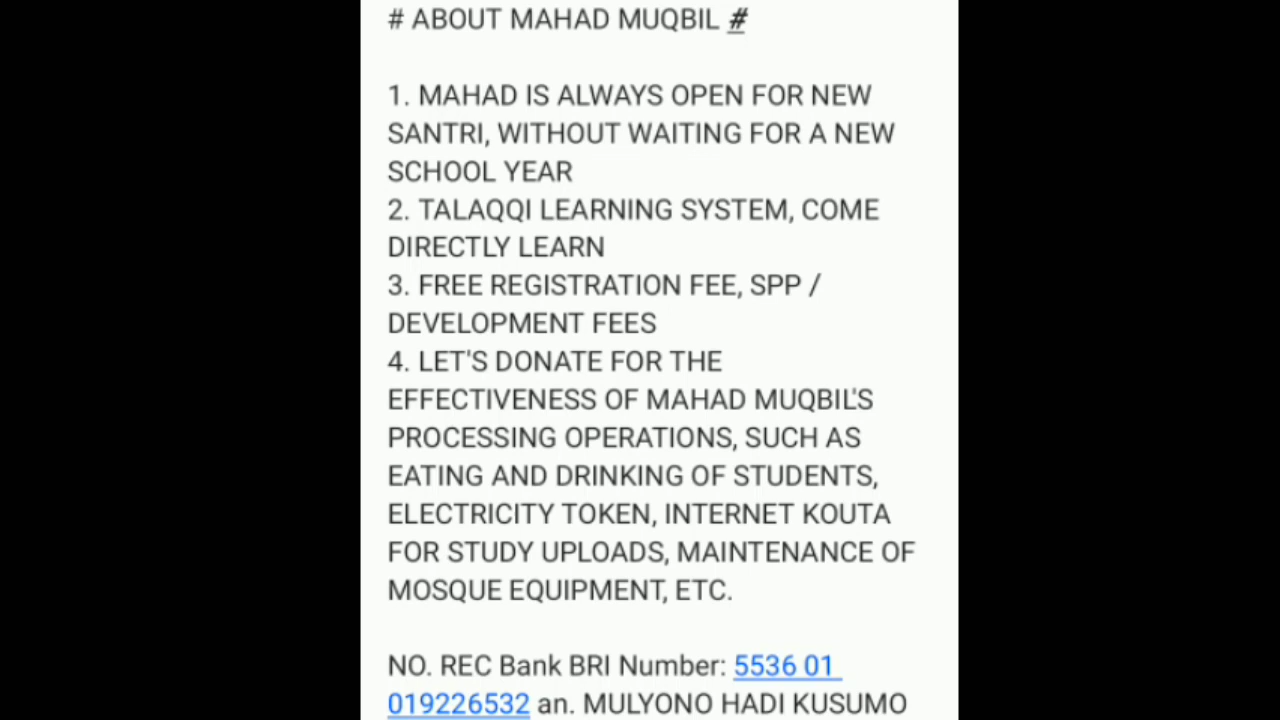 # ABOUT MAHAD MUQBIL #
1. MAHAD IS ALWAYS OPEN FOR NEW
SANTRI, WITHOUT WAITING FOR A NEW
SCHOOL YEAR
2. TALAQQI LEARNING SYSTEM, COME
DIRECTLY LEARN
3. FREE REGISTRATION FEE, SPP /
DEVELOPMENT FEES
4. LET'S DONATE FOR THE
EFFECTIVENESS OF MAHAD MUQBIL'S
PROCESSING OPERATIONS, SUCH AS
EATING AND DRINKING OF STUDENTS,
ELECTRICITY TOKEN, INTERNET KOUTA
FOR STUDY UPLOADS, MAINTENANCE OF
MOSQUE EQUIPMENT, ETC.
NO. REC Bank BRI Number: 5536 01
019226532 an. MULYONO HADI KUSUMO